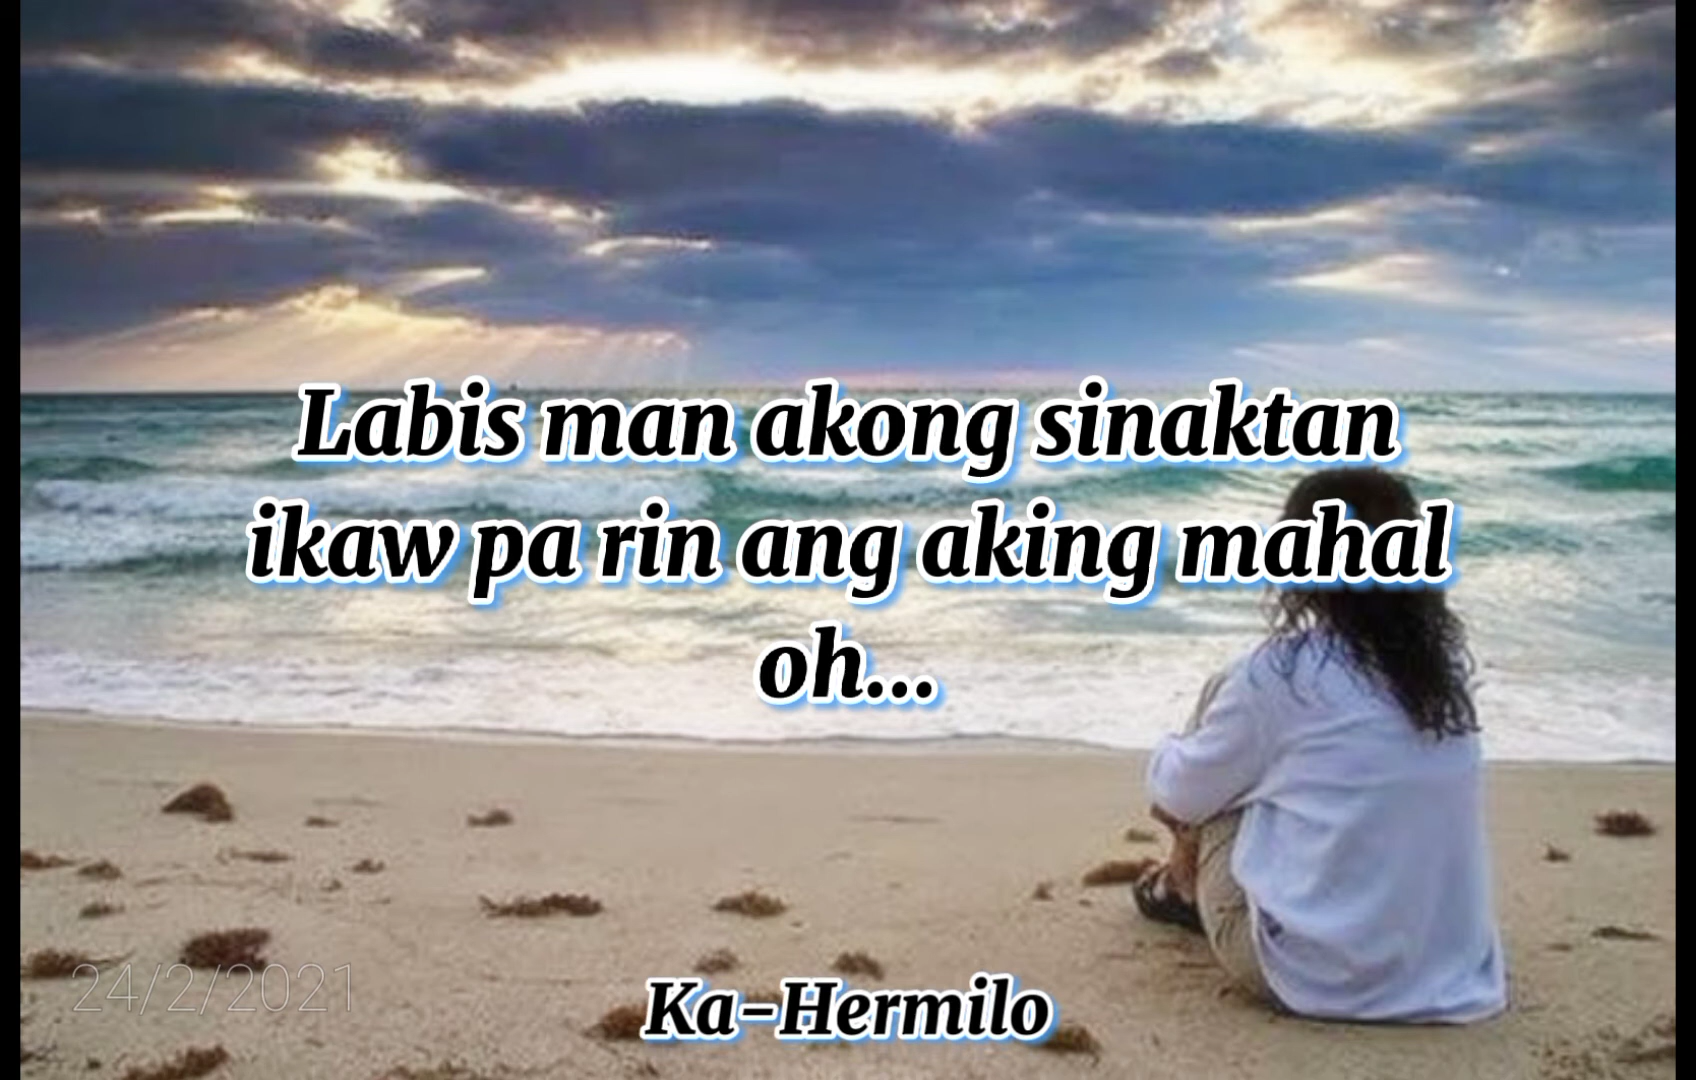 Labis man akong sinaktan
ikaw pa rin ang aking mahal
oh...
24/2/2021
Ka-Hermilo